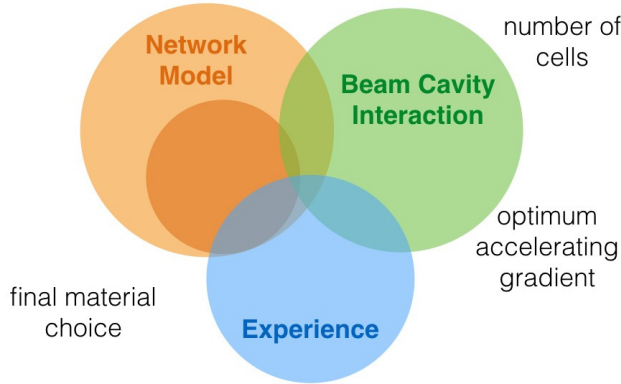 number of
cells
Network
Model
Beam Cavity
Interaction
optimum
accelerating
gradient
final material
choice
Experience